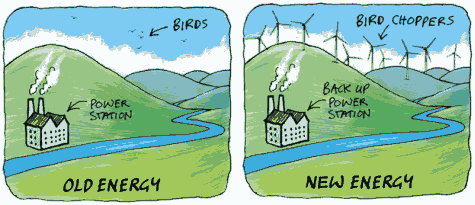 BIRDS
POWER
STATION
OLD ENERGY
BIRD CHOPPERS
BACK UP
POWER
STATION
NEW ENERGY